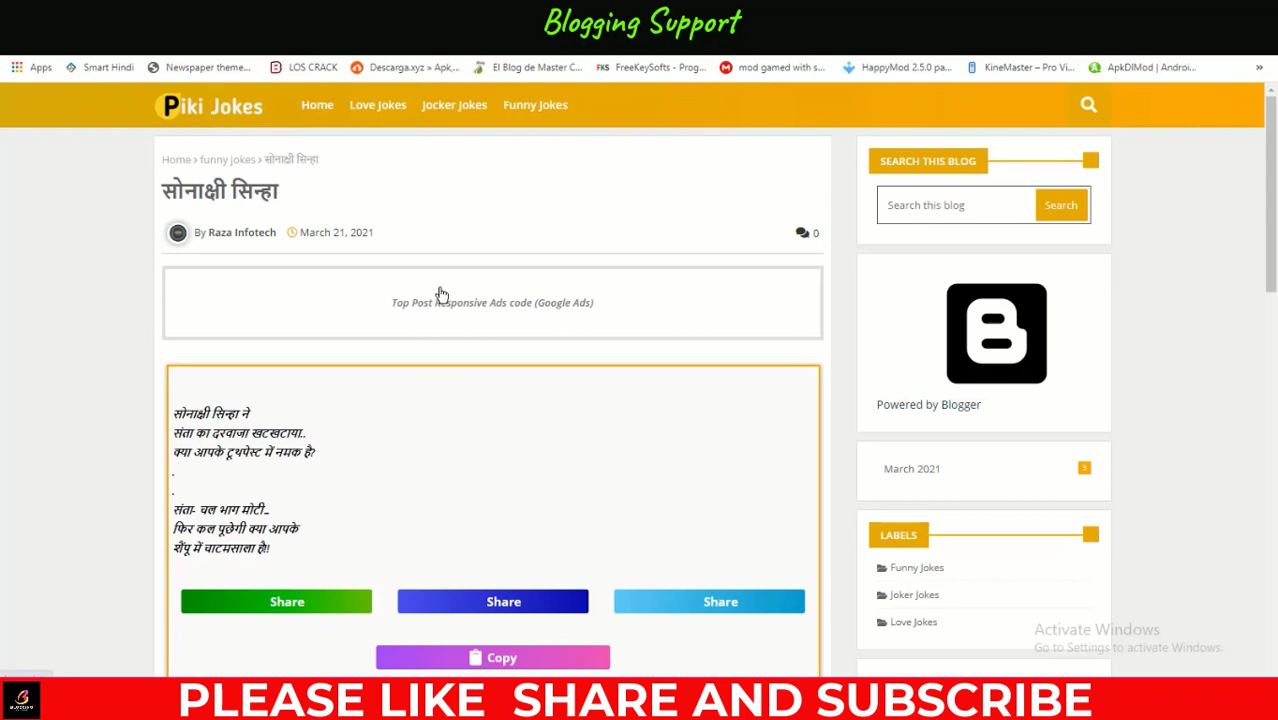 Blogging Support
Apps Smart Hindi Newspaper theme... LOS CRACK Descarga.xyz » Apk,... El Blog de Master C... FKS FreeKeySofts - Prog... mod gamed with s... HappyMod 2.5.0 pa... KineMaster – Pro Vi... ApkDlMod | Androi... »
Piki Jokes Home Love Jokes Jocker Jokes Funny Jokes
Home › funny jokes › सोनाक्षी सिन्हा
सोनाक्षी सिन्हा
By Raza Infotech March 21, 2021 0
Top Post Responsive Ads code (Google Ads)
सोनाक्षी सिन्हा ने
संता का दरवाजा खटखटाया..
क्या आपके टूथपेस्ट में नमक है?
.
.
संता- चल भाग मोटी...
फिर कल पूछेगी क्या आपके
शैंपू में चाटमसाला है!!
Share Share Share
Copy
SEARCH THIS BLOG
Search this blog Search
Powered by Blogger
March 2021 3
LABELS
Funny Jokes
Joker Jokes
Love Jokes
Activate Windows
Go to Settings to activate Windows.
PLEASE LIKE SHARE AND SUBSCRIBE